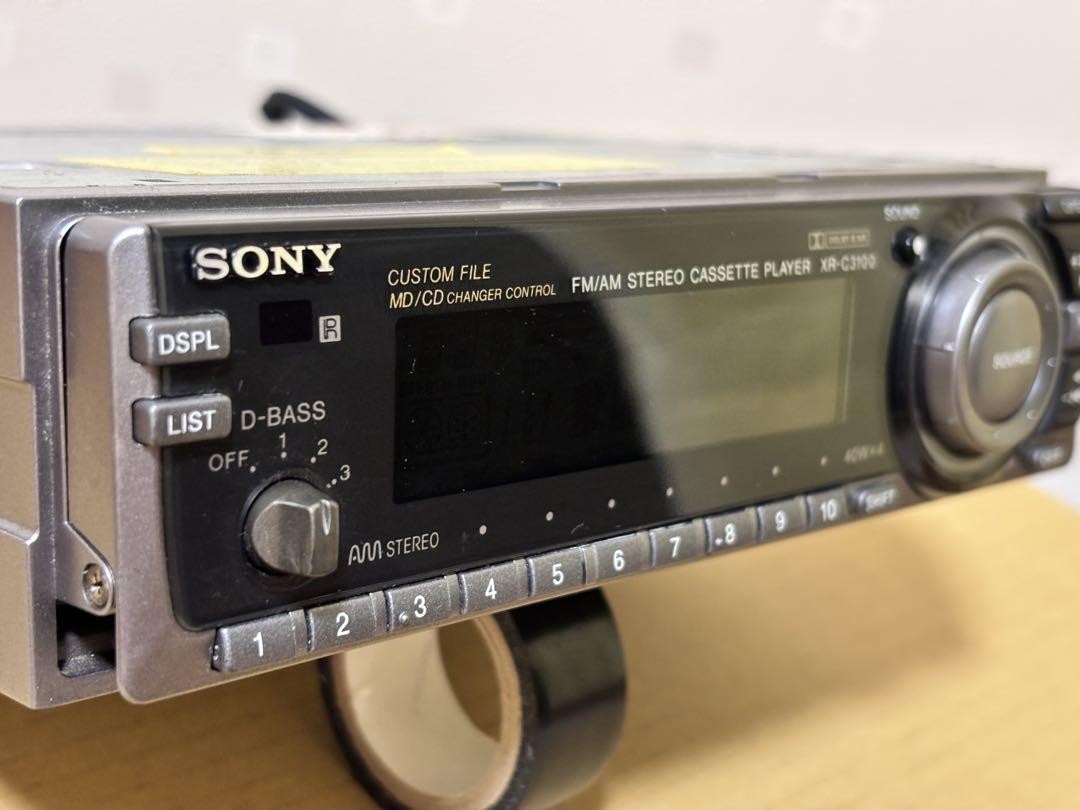 SONY
CUSTOM FILE
MD/CD CHANGER CONTROL
FM/AM STEREO CASSETTE PLAYER XR-C3100
SOUND
DSPL
LIST
D-BASS
OFF 1 2 3
AM STEREO
40W×4
SOURCE
1 2 3 4 5 6 7 8 9 10 SHIFT